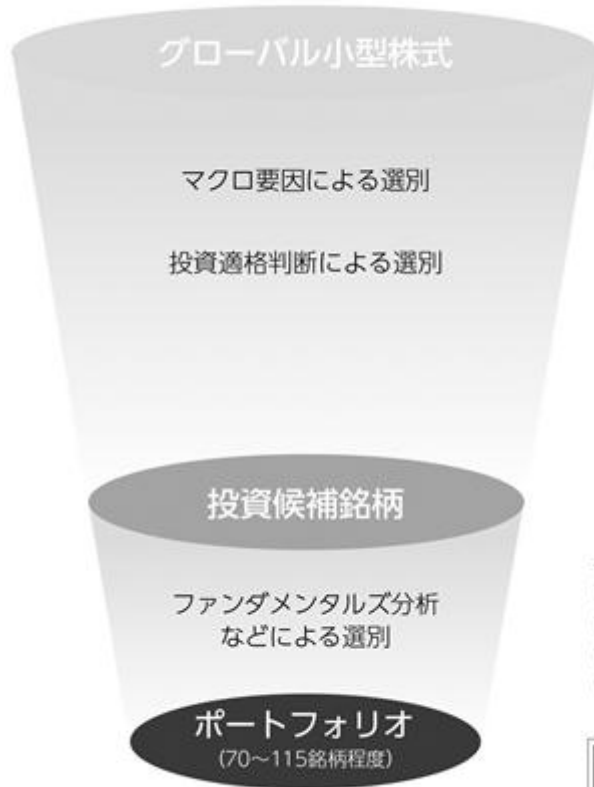 グローバル小型株式
マクロ要因による選別
投資適格判断による選別
投資候補銘柄
ファンダメンタルズ分析
などによる選別
ポートフォリオ
(70〜115銘柄程度)